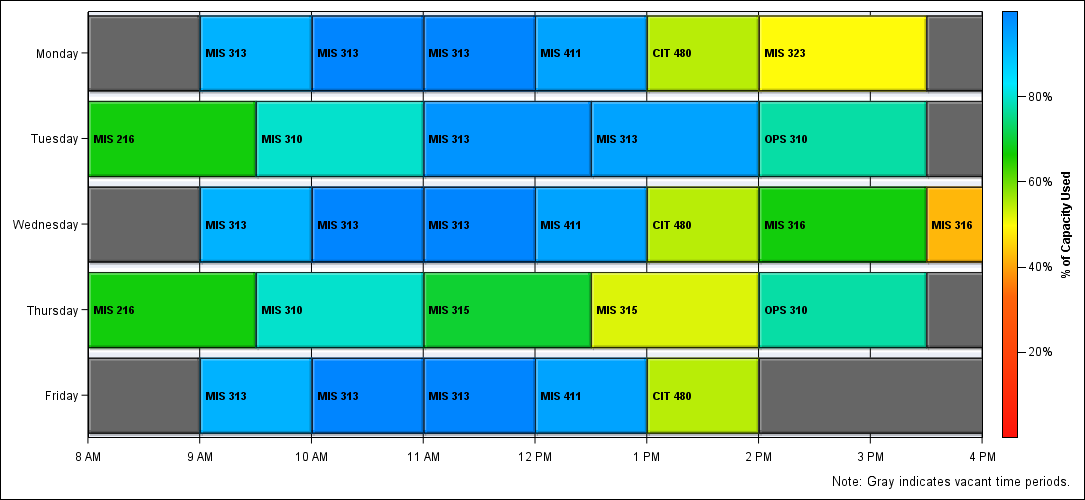 Monday
MIS 313
MIS 313
MIS 313
MIS 411
CIT 480
MIS 323
Tuesday
MIS 216
MIS 310
MIS 313
MIS 313
OPS 310
Wednesday
MIS 313
MIS 313
MIS 313
MIS 411
CIT 480
MIS 316
MIS 316
Thursday
MIS 216
MIS 310
MIS 315
MIS 315
OPS 310
Friday
MIS 313
MIS 313
MIS 313
MIS 411
CIT 480
8 AM
9 AM
10 AM
11 AM
12 PM
1 PM
2 PM
3 PM
4 PM
80%
60%
40%
20%
% of Capacity Used
Note: Gray indicates vacant time periods.